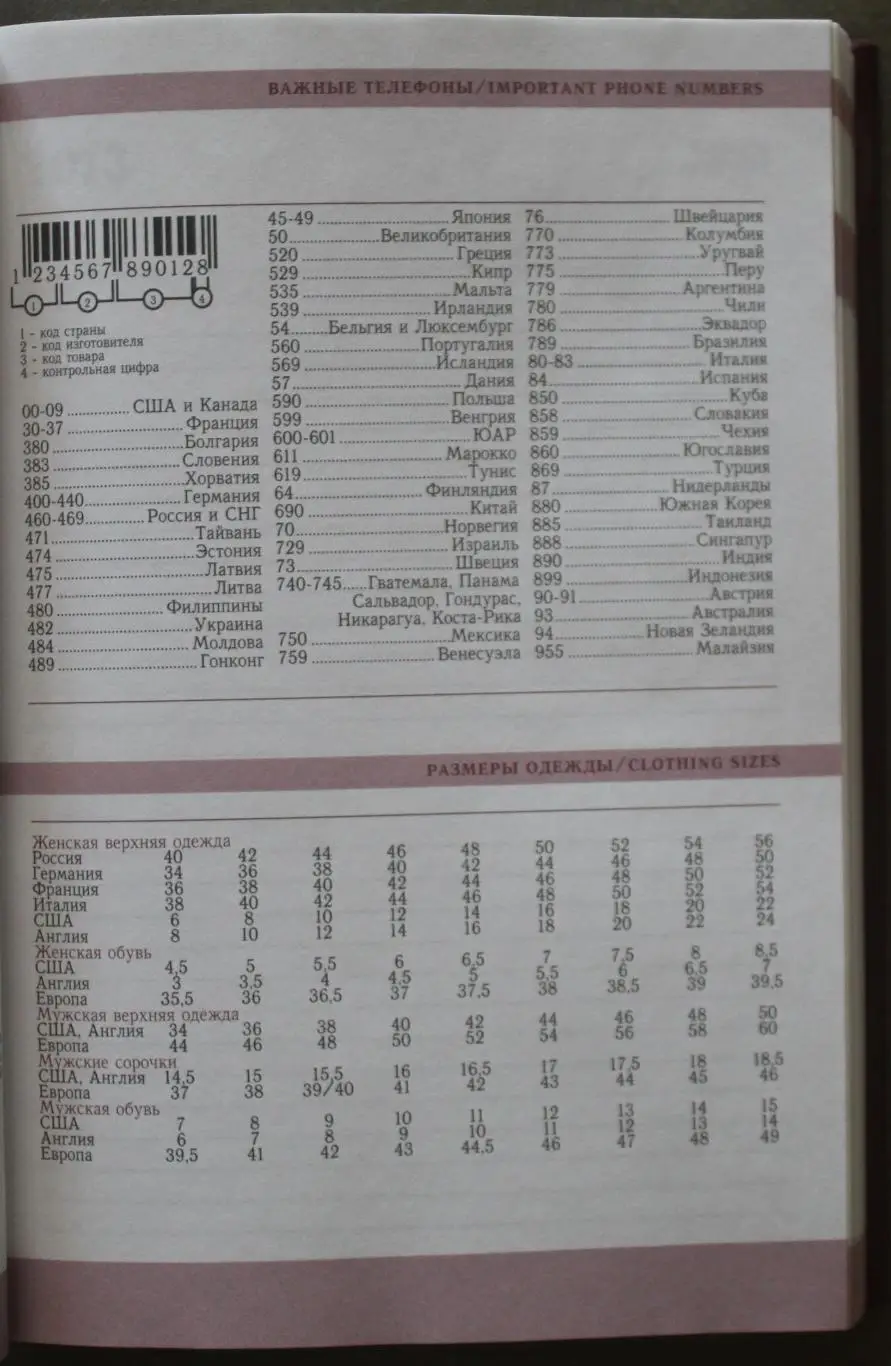 ВАЖНЫЕ ТЕЛЕФОНЫ/IMPORTANT PHONE NUMBERS
1 234567 890128
1 2 3 4
1 - код страны
2 - код изготовителя
3 - код товара
4 - контрольная цифра
00-09 США и Канада
30-37 Франция
380 Болгария
383 Словения
385 Хорватия
400-440 Германия
460-469 Россия и СНГ
471 Тайвань
474 Эстония
475 Латвия
477 Литва
480 Филиппины
482 Украина
484 Молдова
489 Гонконг
45-49 Япония
50 Великобритания
520 Греция
529 Кипр
535 Мальта
539 Ирландия
54 Бельгия и Люксембург
560 Португалия
569 Исландия
57 Дания
590 Польша
599 Венгрия
600-601 ЮАР
611 Марокко
619 Тунис
64 Финляндия
690 Китай
70 Норвегия
729 Израиль
73 Швеция
740-745 Гватемала, Панама
Сальвадор, Гондурас,
Никарагуа, Коста-Рика
750 Мексика
759 Венесуэла
76 Швейцария
770 Колумбия
773 Уругвай
775 Перу
779 Аргентина
780 Чили
786 Эквадор
789 Бразилия
80-83 Италия
84 Испания
850 Куба
858 Словакия
859 Чехия
860 Югославия
869 Турция
87 Нидерланды
880 Южная Корея
885 Таиланд
888 Сингапур
890 Индия
899 Индонезия
90-91 Австрия
93 Австралия
94 Новая Зеландия
955 Малайзия
РАЗМЕРЫ ОДЕЖДЫ/CLOTHING SIZES
Женская верхняя одежда
Россия 40 42 44 46 48 50 52 54 56
Германия 34 36 38 40 42 44 46 48 50
Франция 36 38 40 42 44 46 48 50 52
Италия 38 40 42 44 46 48 50 52 54
США 6 8 10 12 14 16 18 20 22
Англия 8 10 12 14 16 18 20 22 24
Женская обувь
США 4,5 5 5,5 6 6,5 7 7,5 8 8,5
Англия 3 3,5 4 4,5 5 5,5 6 6,5 7
Европа 35,5 36 36,5 37 37,5 38 38,5 39 39,5
Мужская верхняя одежда
США, Англия 34 36 38 40 42 44 46 48 50
Европа 44 46 48 50 52 54 56 58 60
Мужские сорочки
США, Англия 14,5 15 15,5 16 16,5 17 17,5 18 18,5
Европа 37 38 39/40 41 42 43 44 45 46
Мужская обувь
США 7 8 9 10 11 12 13 14 15
Англия 6 7 8 9 10 11 12 13 14
Европа 39,5 41 42 43 44,5 46 47 48 49